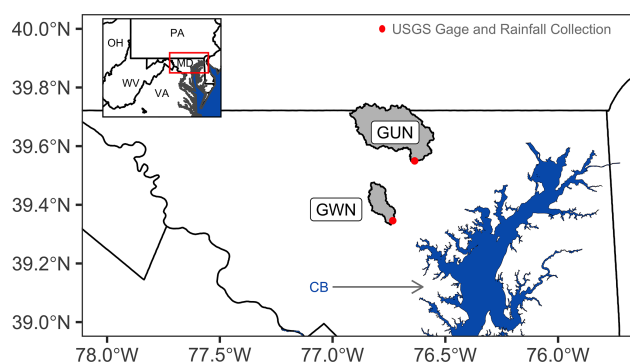 40.0°N
39.8°N
39.6°N
39.4°N
39.2°N
39.0°N
OH
PA
MD
WV
VA
USGS Gage and Rainfall Collection
GUN
GWN
CB
78.0°W
77.5°W
77.0°W
76.5°W
76.0°W